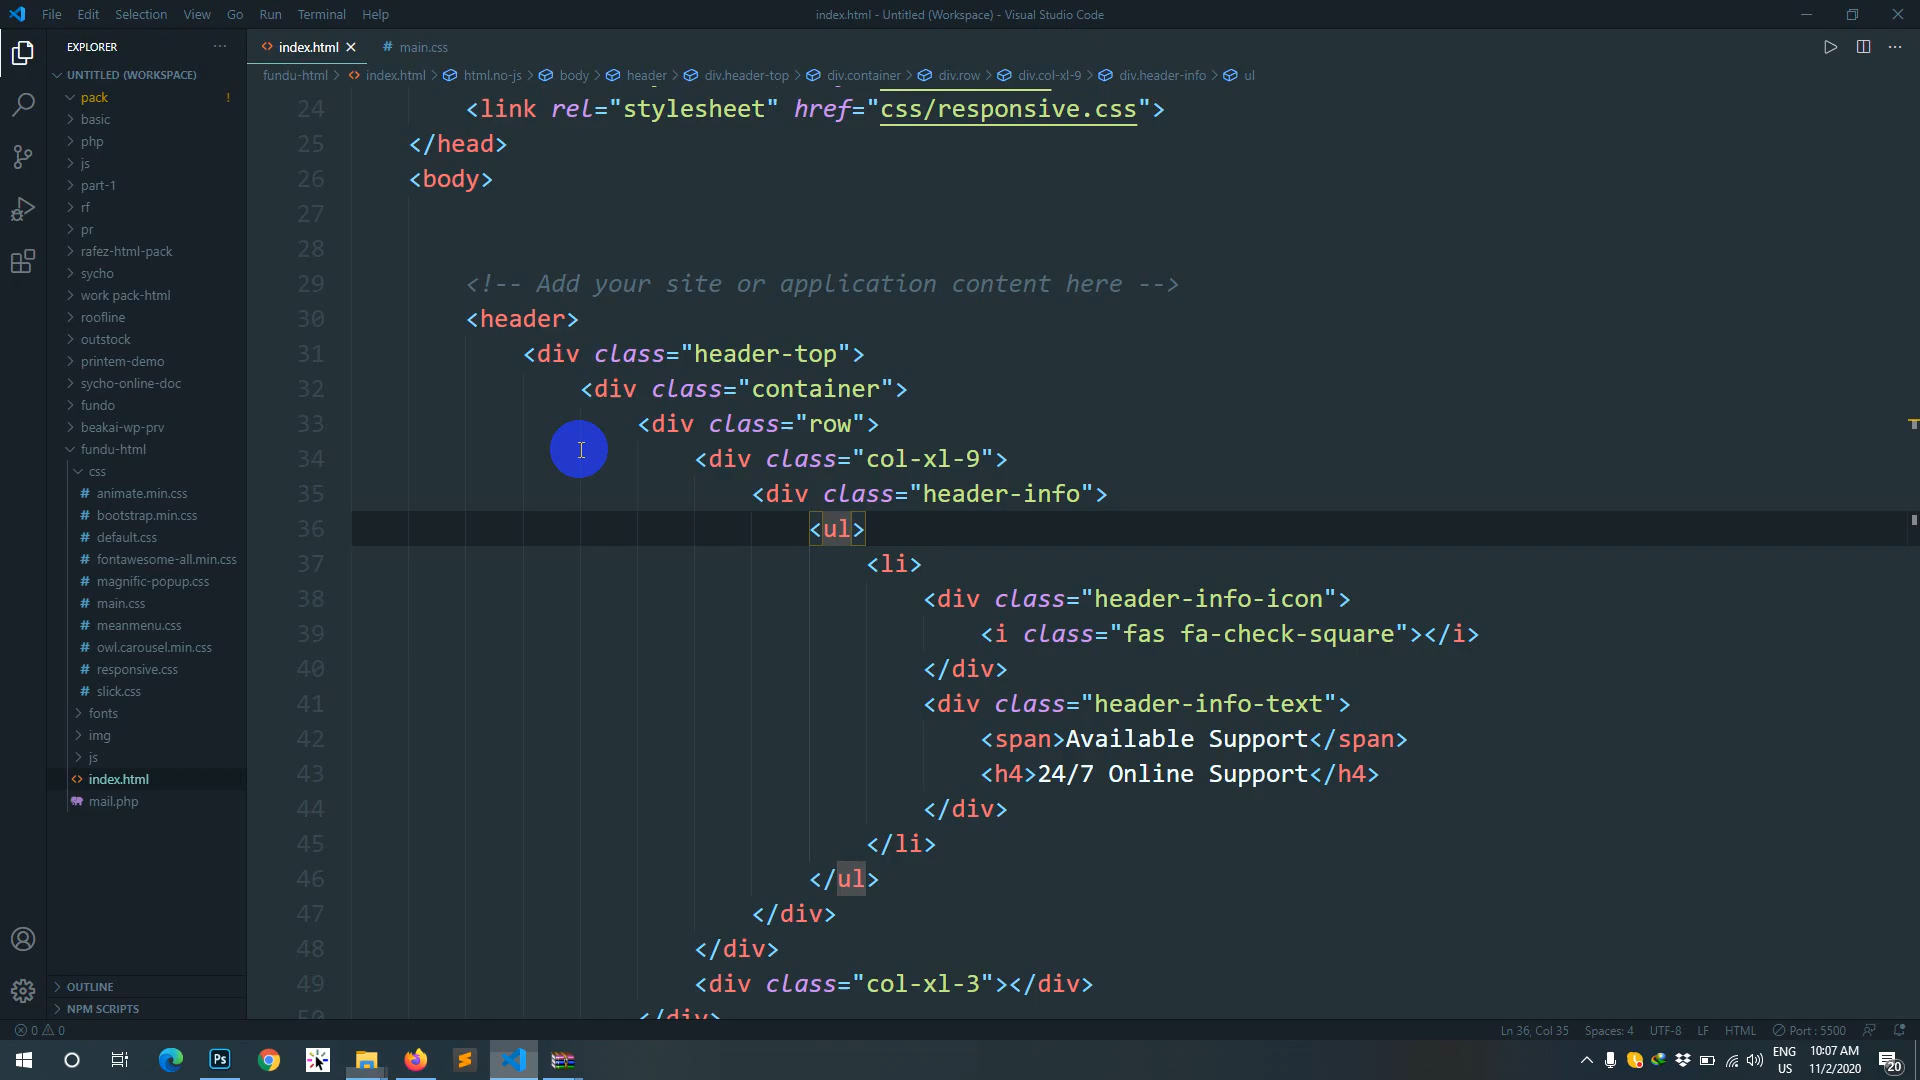 File Edit Selection View Go Run Terminal Help
index.html - Untitled (Workspace) - Visual Studio Code
EXPLORER
UNTITLED (WORKSPACE)
pack !
basic
php
js
part-1
rf
pr
rafez-html-pack
sycho
work pack-html
roofline
outstock
printem-demo
sycho-online-doc
fundo
beakai-wp-prv
fundu-html
css
# animate.min.css
# bootstrap.min.css
# default.css
# fontawesome-all.min.css
# magnific-popup.css
# main.css
# meanmenu.css
# owl.carousel.min.css
# responsive.css
# slick.css
fonts
img
js
<> index.html
mail.php
OUTLINE
NPM SCRIPTS
<> index.html
# main.css
fundu-html > <> index.html > html.no-js > body > header > div.header-top > div.container > div.row > div.col-xl-9 > div.header-info > ul
24 <link rel="stylesheet" href="css/responsive.css">
25 </head>
26 <body>
27
28
29 <!-- Add your site or application content here -->
30 <header>
31 <div class="header-top">
32 <div class="container">
33 <div class="row">
34 <div class="col-xl-9">
35 <div class="header-info">
36 <ul>
37 <li>
38 <div class="header-info-icon">
39 <i class="fas fa-check-square"></i>
40 </div>
41 <div class="header-info-text">
42 <span>Available Support</span>
43 <h4>24/7 Online Support</h4>
44 </div>
45 </li>
46 </ul>
47 </div>
48 </div>
49 <div class="col-xl-3"></div>
50 </div>
0 0
Ln 36, Col 35 Spaces: 4 UTF-8 LF HTML Port : 5500
Ps
ENG
US
10:07 AM
11/2/2020
20